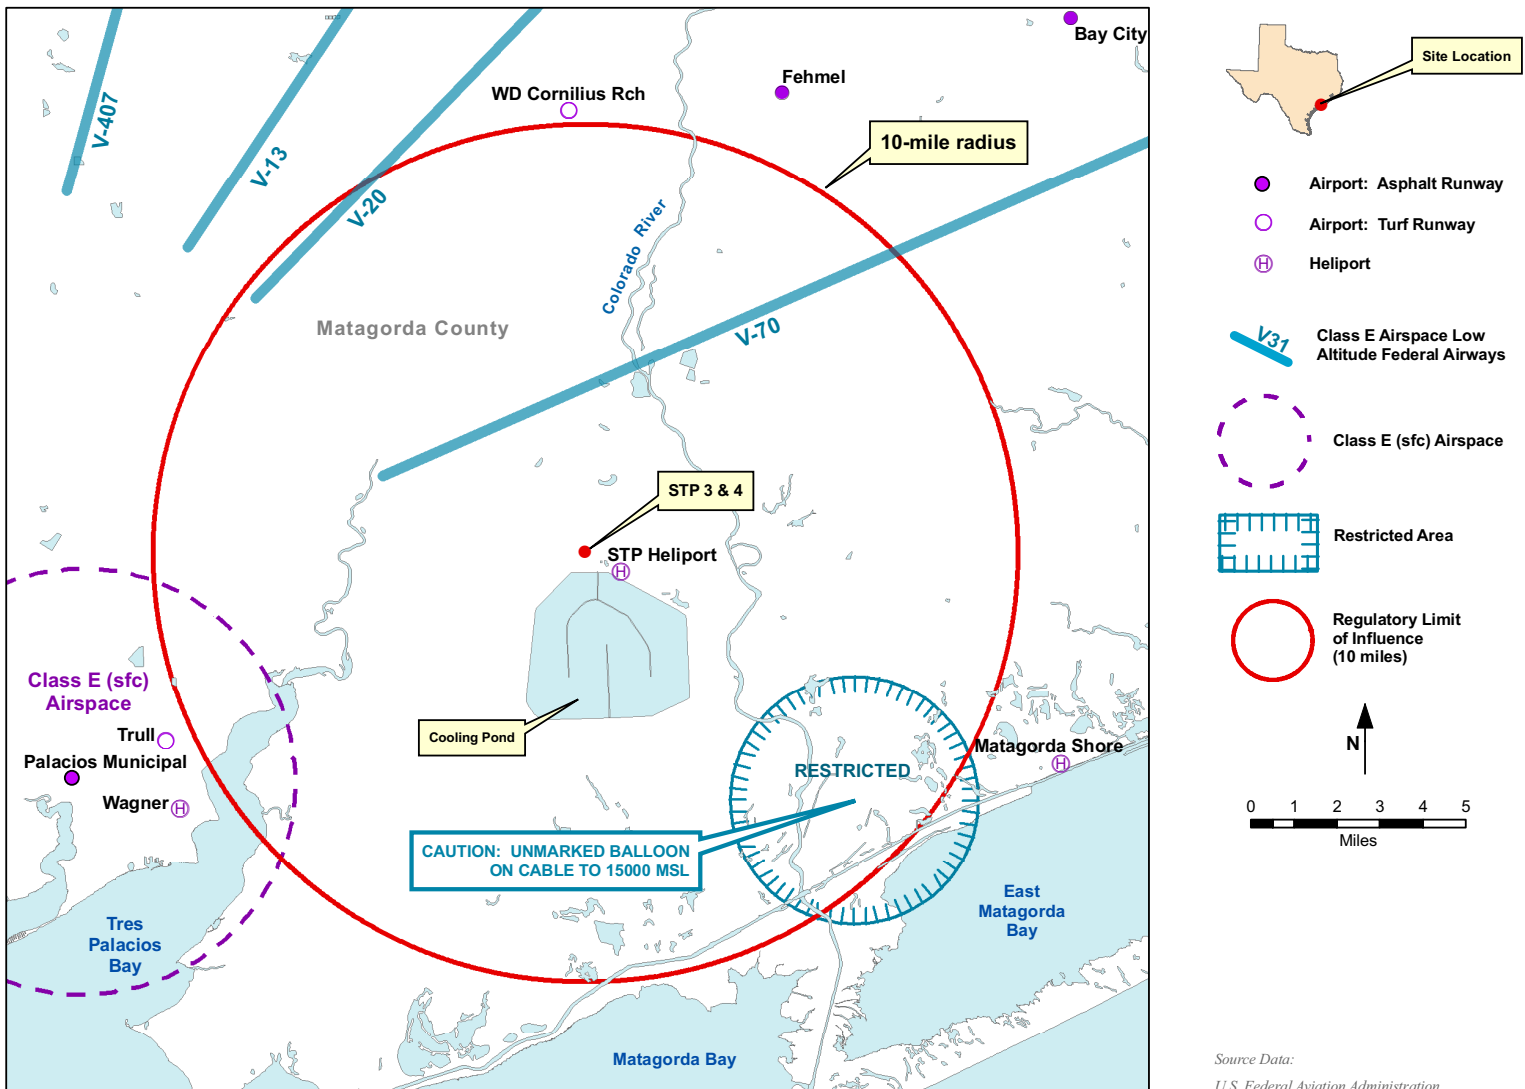 Bay City
Fehmel
WD Cornilius Rch
10-mile radius
V-407
V-13
V-20
Colorado River
Matagorda County
V-70
STP 3 & 4
STP Heliport
Class E (sfc)
Airspace
Trull
Palacios Municipal
Wagner
Cooling Pond
Matagorda Shore
RESTRICTED
CAUTION: UNMARKED BALLOON
ON CABLE TO 15000 MSL
East
Matagorda
Bay
Tres
Palacios
Bay
Matagorda Bay
Site Location
Airport: Asphalt Runway
Airport: Turf Runway
H Heliport
V31
Class E Airspace Low
Altitude Federal Airways
Class E (sfc) Airspace
Restricted Area
Regulatory Limit
of Influence
(10 miles)
N
0 1 2 3 4 5
Miles
Source Data:
U.S. Federal Aviation Administration